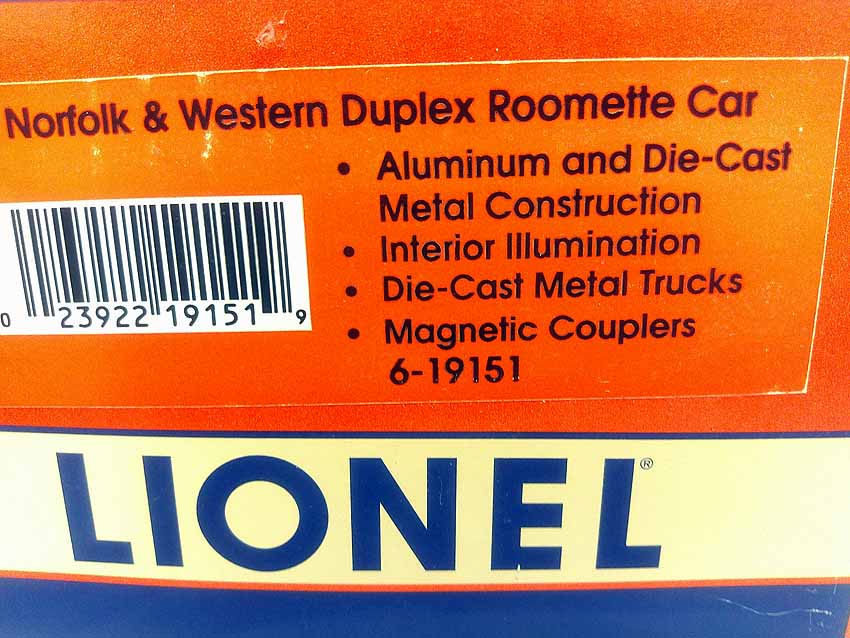 Norfolk & Western Duplex Roomette Car
• Aluminum and Die-Cast
Metal Construction
• Interior Illumination
• Die-Cast Metal Trucks
• Magnetic Couplers
6-19151
0 23922 19151 9
LIONEL®